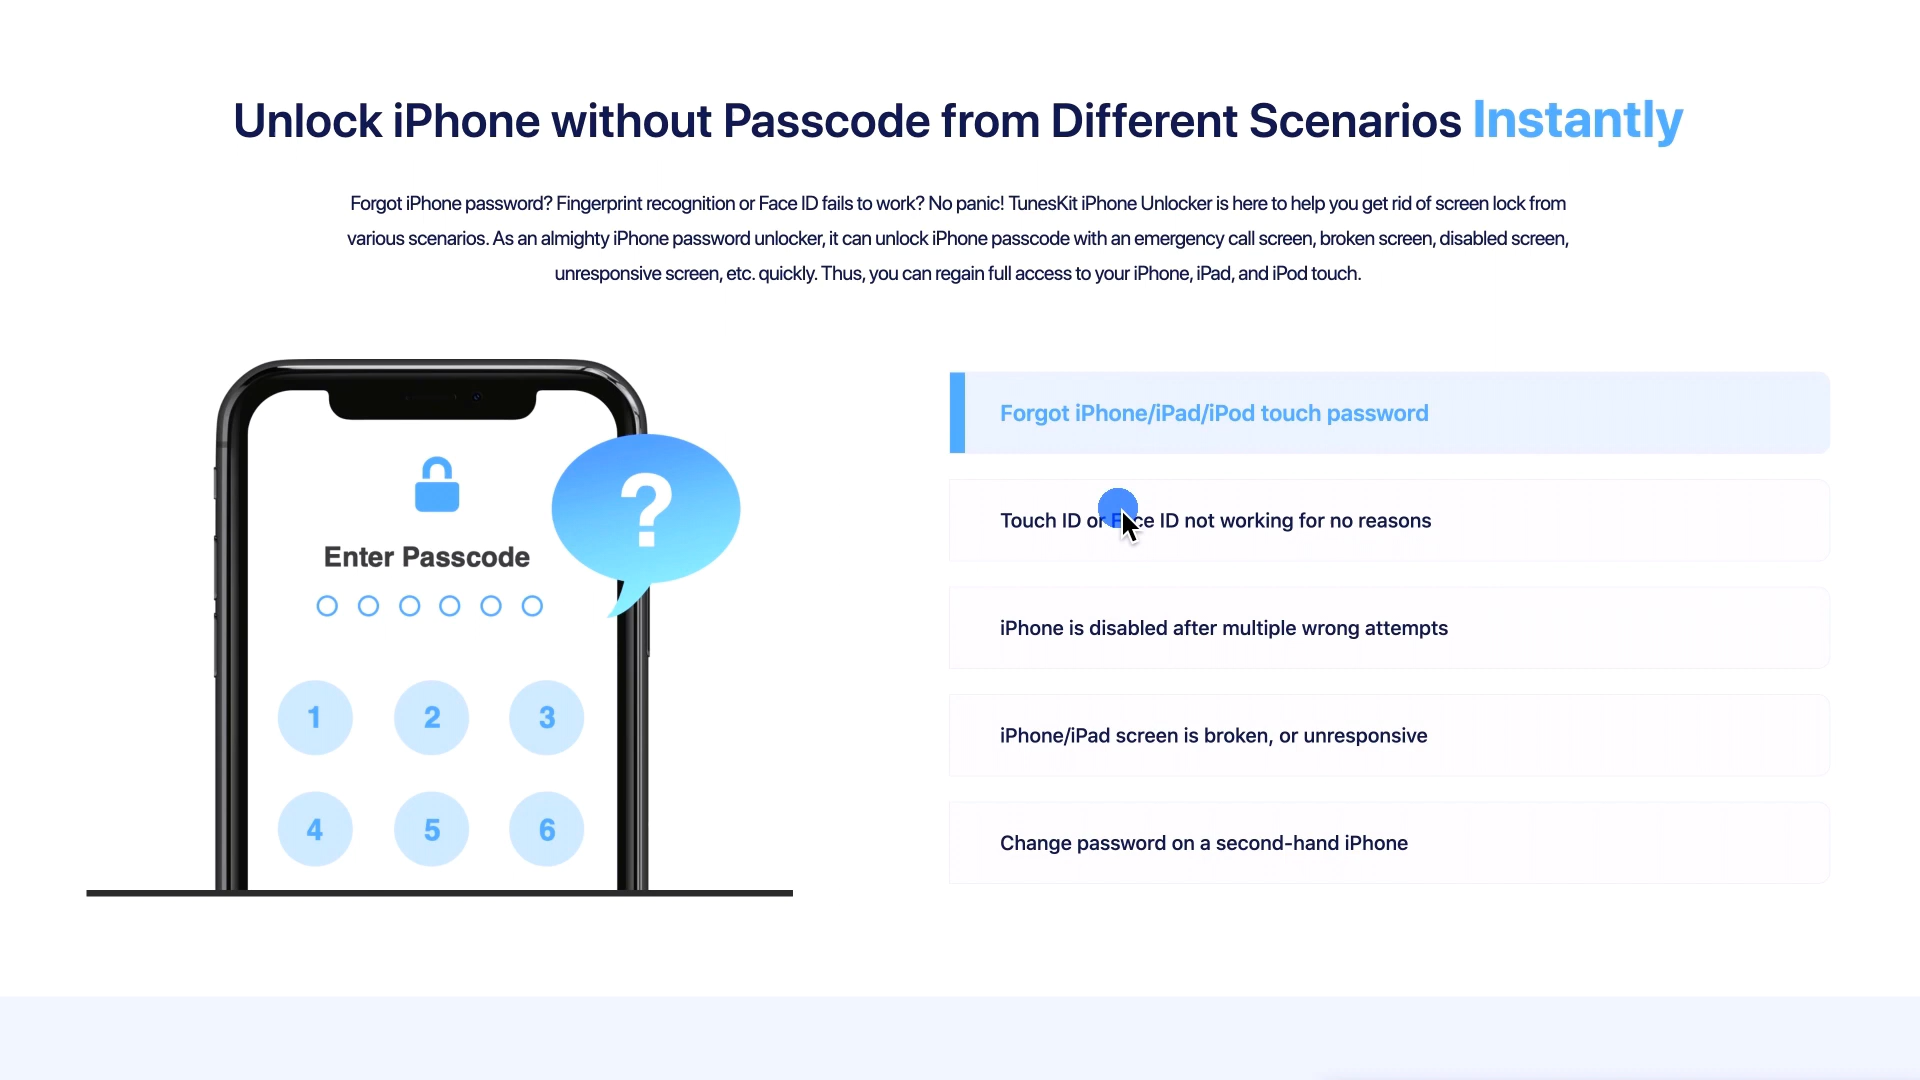 Unlock iPhone without Passcode from Different Scenarios Instantly
Forgot iPhone password? Fingerprint recognition or Face ID fails to work? No panic! TunesKit iPhone Unlocker is here to help you get rid of screen lock from
various scenarios. As an almighty iPhone password unlocker, it can unlock iPhone passcode with an emergency call screen, broken screen, disabled screen,
unresponsive screen, etc. quickly. Thus, you can regain full access to your iPhone, iPad, and iPod touch.
?
Enter Passcode
1 2 3
4 5 6
Forgot iPhone/iPad/iPod touch password
Touch ID or Face ID not working for no reasons
iPhone is disabled after multiple wrong attempts
iPhone/iPad screen is broken, or unresponsive
Change password on a second-hand iPhone